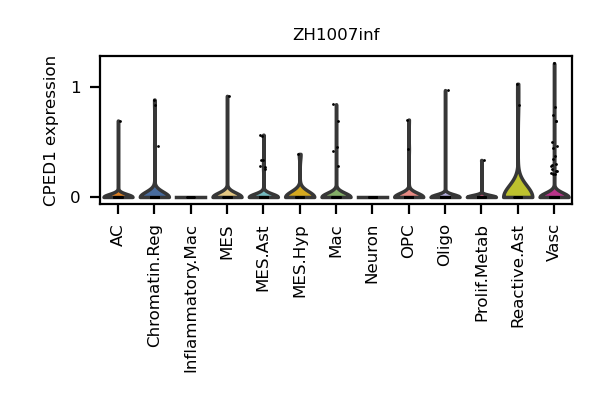 ZH1007inf
CPED1 expression
1
0
AC
Chromatin.Reg
Inflammatory.Mac
MES
MES.Ast
MES.Hyp
Mac
Neuron
OPC
Oligo
Prolif.Metab
Reactive.Ast
Vasc